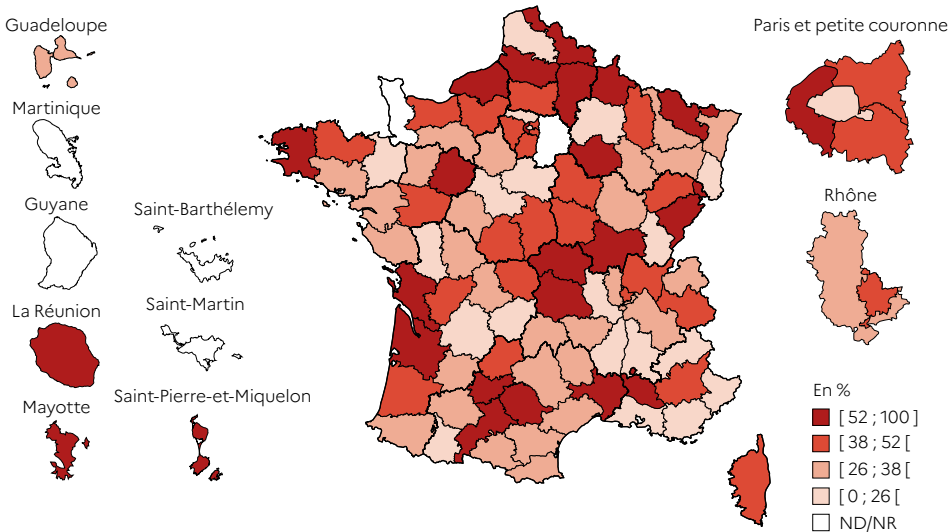 Guadeloupe
Martinique
Guyane
La Réunion
Mayotte
Saint-Barthélemy
Saint-Martin
Saint-Pierre-et-Miquelon
Paris et petite couronne
Rhône
En %
[ 52 ; 100 ]
[ 38 ; 52 [
[ 26 ; 38 [
[ 0 ; 26 [
ND/NR